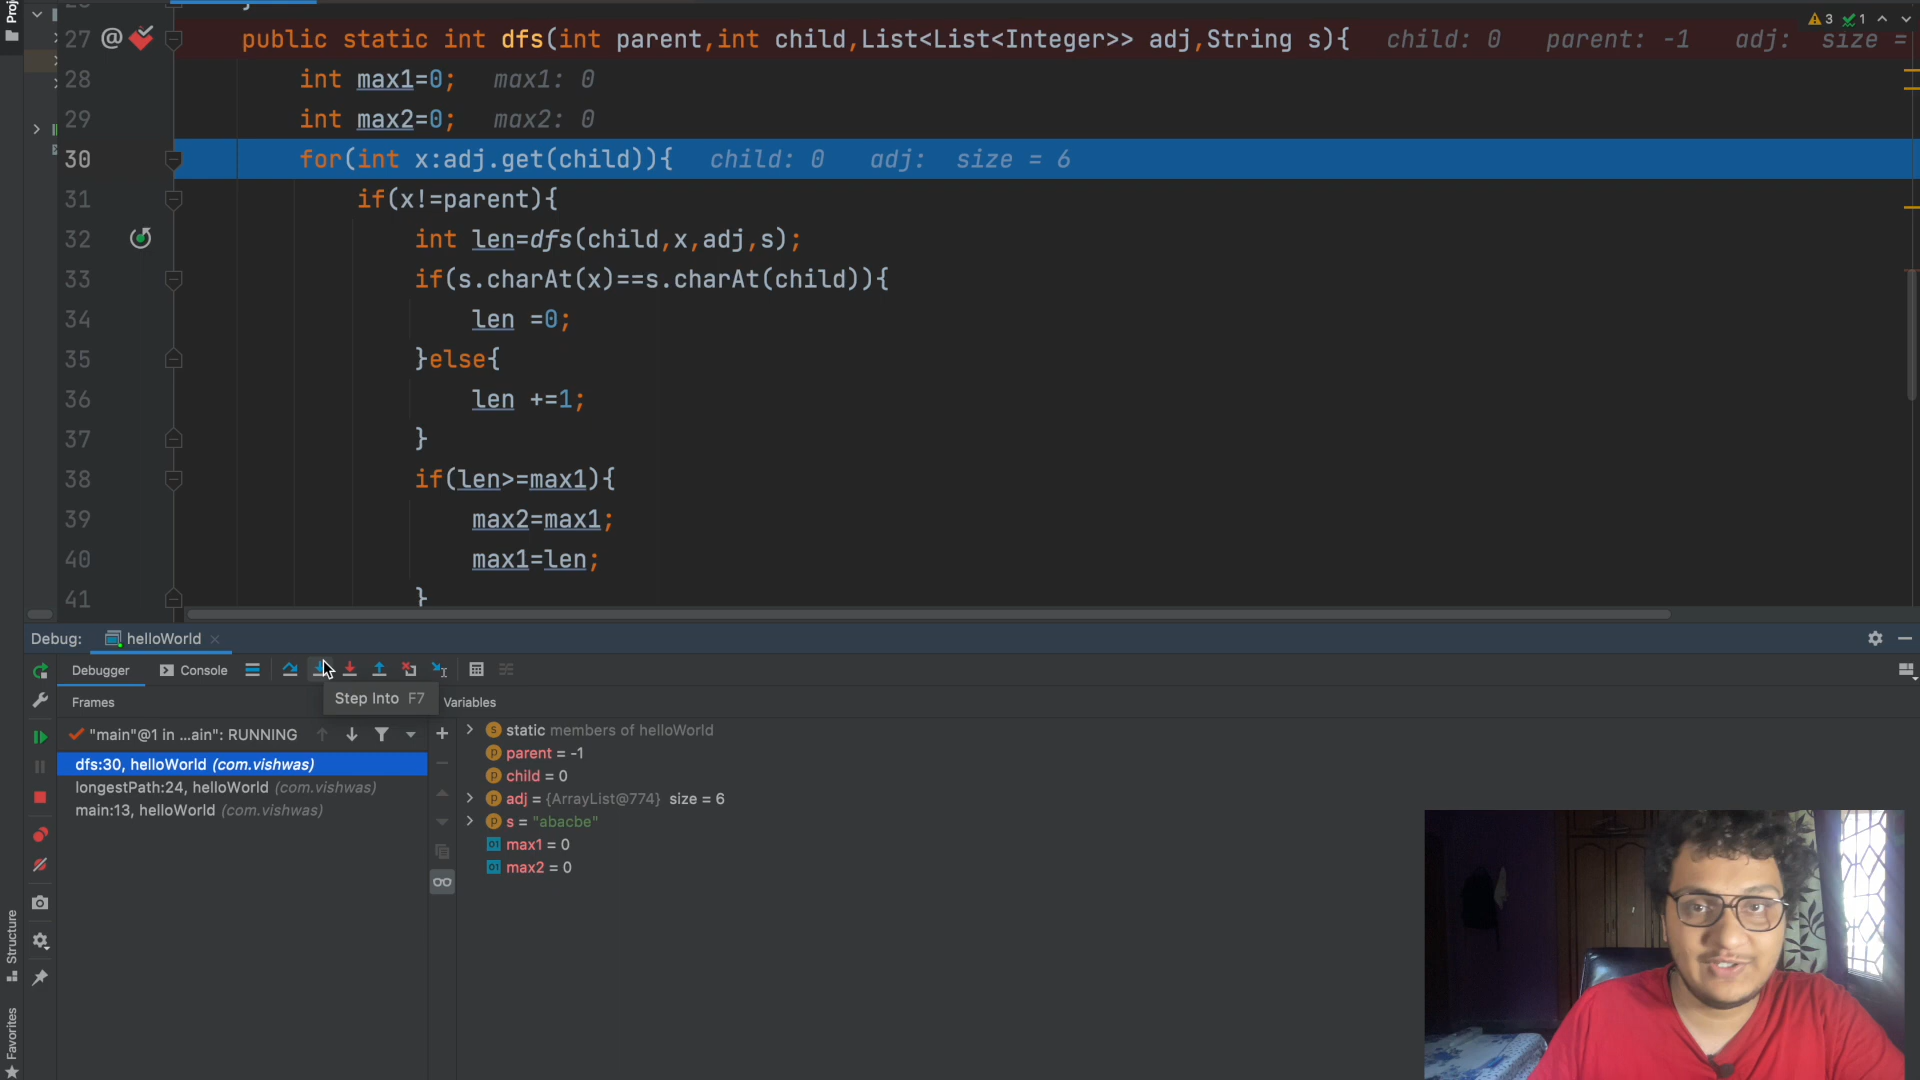 3 1
27 @ public static int dfs(int parent,int child,List<List<Integer>> adj,String s){ child: 0 parent: -1 adj: size =
28 int max1=0; max1: 0
29 int max2=0; max2: 0
30 for(int x:adj.get(child)){ child: 0 adj: size = 6
31 if(x!=parent){
32 int len=dfs(child,x,adj,s);
33 if(s.charAt(x)==s.charAt(child)){
34 len =0;
35 }else{
36 len +=1;
37 }
38 if(len>=max1){
39 max2=max1;
40 max1=len;
41 }
Debug: helloWorld
Debugger Console
Step Into F7
Frames Variables
"main"@1 in ...ain": RUNNING
dfs:30, helloWorld (com.vishwas)
longestPath:24, helloWorld (com.vishwas)
main:13, helloWorld (com.vishwas)
static members of helloWorld
parent = -1
child = 0
adj = {ArrayList@774} size = 6
s = "abacbe"
max1 = 0
max2 = 0
Structure
Favorites